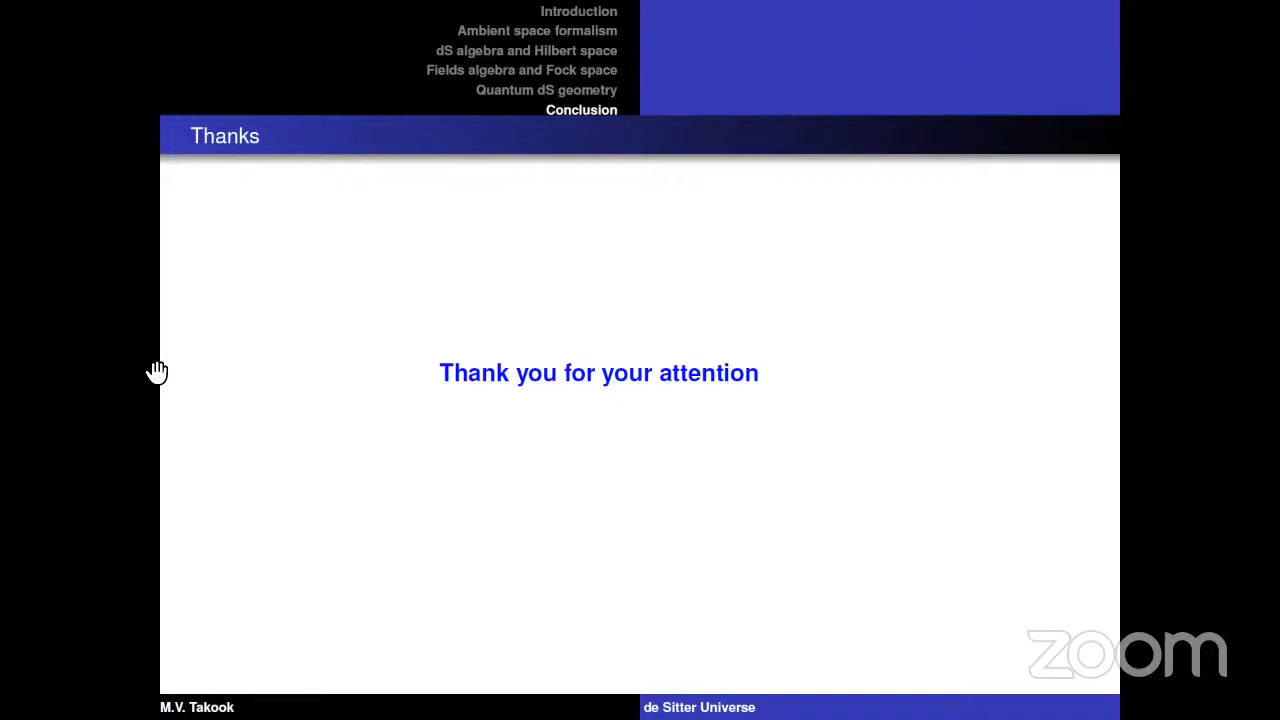 Introduction
Ambient space formalism
dS algebra and Hilbert space
Fields algebra and Fock space
Quantum dS geometry
Conclusion
Thanks
Thank you for your attention
zoom
M.V. Takook
de Sitter Universe